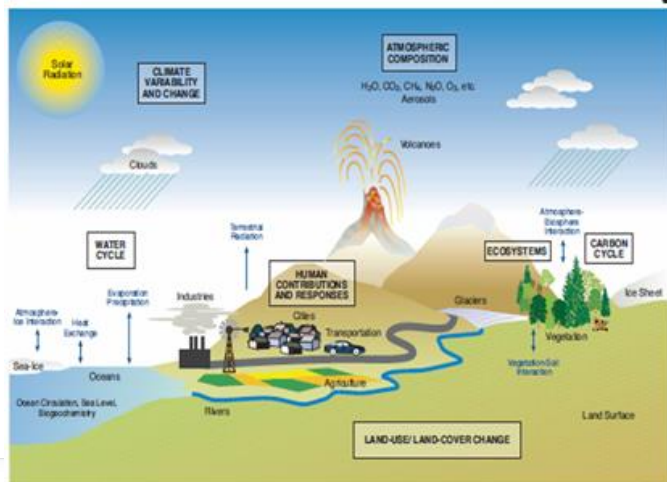 Solar
Radiation
CLIMATE
VARIABILITY
AND CHANGE
ATMOSPHERIC
COMPOSITION
H₂O, CO₂, CH₄, N₂O, O₃, etc.
Aerosols
Volcanoes
Clouds
Terrestrial
Radiation
Atmosphere-
Biosphere
Interaction
WATER
CYCLE
ECOSYSTEMS
CARBON
CYCLE
HUMAN
CONTRIBUTIONS
AND RESPONSES
Evaporation
Precipitation
Industries
Cities
Transportation
Glaciers
Ice Sheet
Atmosphere-
Ice Interaction
Heat
Exchange
Vegetation
Sea-Ice
Oceans
Agriculture
Vegetation-Soil
Interaction
Ocean Circulation, Sea Level,
Biogeochemistry
Rivers
Land Surface
LAND-USE/ LAND-COVER CHANGE